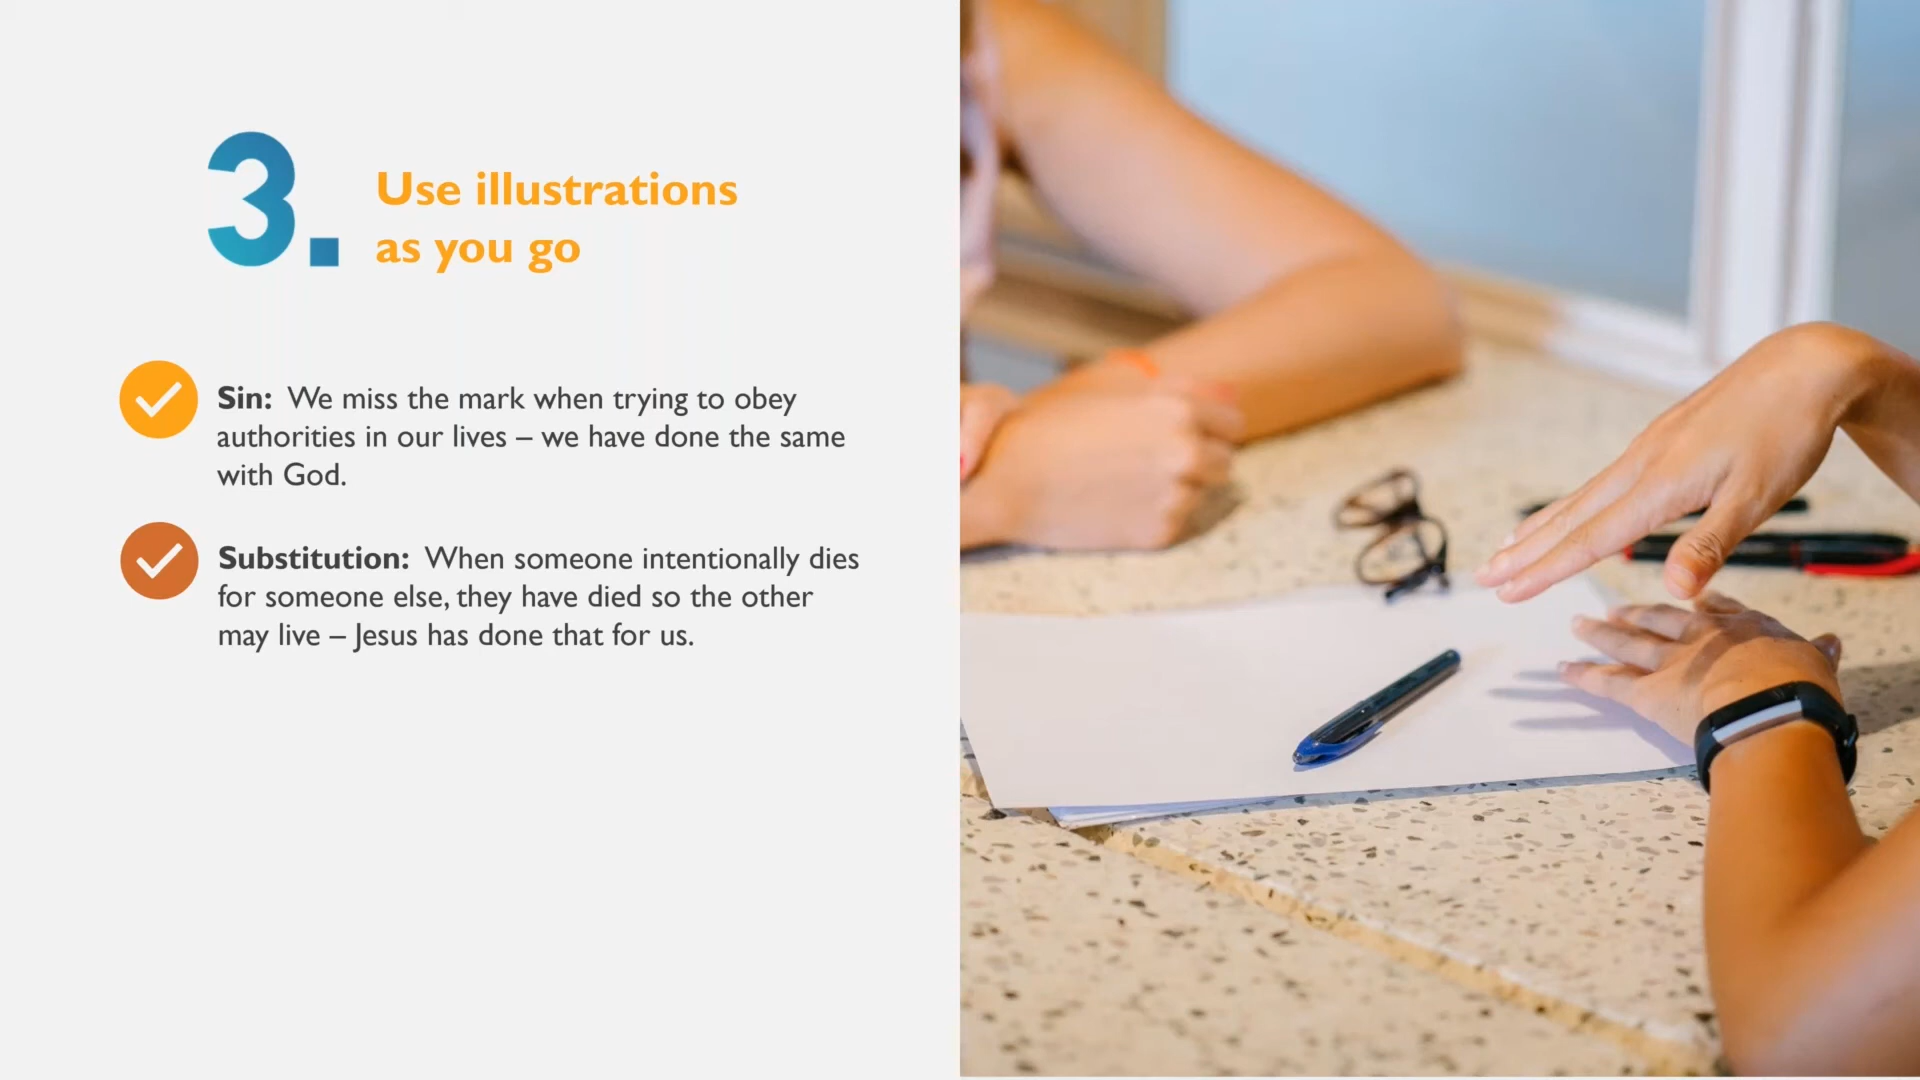 3.
Use illustrations
as you go
Sin: We miss the mark when trying to obey
authorities in our lives – we have done the same
with God.
Substitution: When someone intentionally dies
for someone else, they have died so the other
may live – Jesus has done that for us.